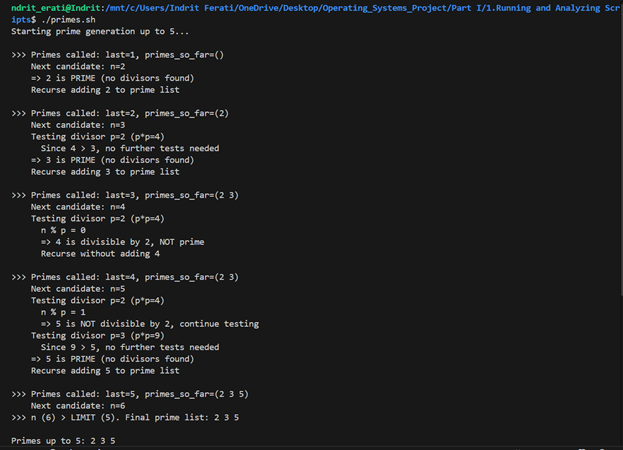 ndrit_erati@Indrit:/mnt/c/Users/Indrit Ferati/OneDrive/Desktop/Operating_Systems_Project/Part I/1.Running and Analyzing Scr
ipts$ ./primes.sh
Starting prime generation up to 5...

>>> Primes called: last=1, primes_so_far=()
    Next candidate: n=2
    => 2 is PRIME (no divisors found)
    Recurse adding 2 to prime list

>>> Primes called: last=2, primes_so_far=(2)
    Next candidate: n=3
    Testing divisor p=2 (p*p=4)
      Since 4 > 3, no further tests needed
    => 3 is PRIME (no divisors found)
    Recurse adding 3 to prime list

>>> Primes called: last=3, primes_so_far=(2 3)
    Next candidate: n=4
    Testing divisor p=2 (p*p=4)
      n % p = 0
      => 4 is divisible by 2, NOT prime
      Recurse without adding 4

>>> Primes called: last=4, primes_so_far=(2 3)
    Next candidate: n=5
    Testing divisor p=2 (p*p=4)
      n % p = 1
      => 5 is NOT divisible by 2, continue testing
    Testing divisor p=3 (p*p=9)
      Since 9 > 5, no further tests needed
    => 5 is PRIME (no divisors found)
    Recurse adding 5 to prime list

>>> Primes called: last=5, primes_so_far=(2 3 5)
    Next candidate: n=6
>>> n (6) > LIMIT (5). Final prime list: 2 3 5

Primes up to 5: 2 3 5